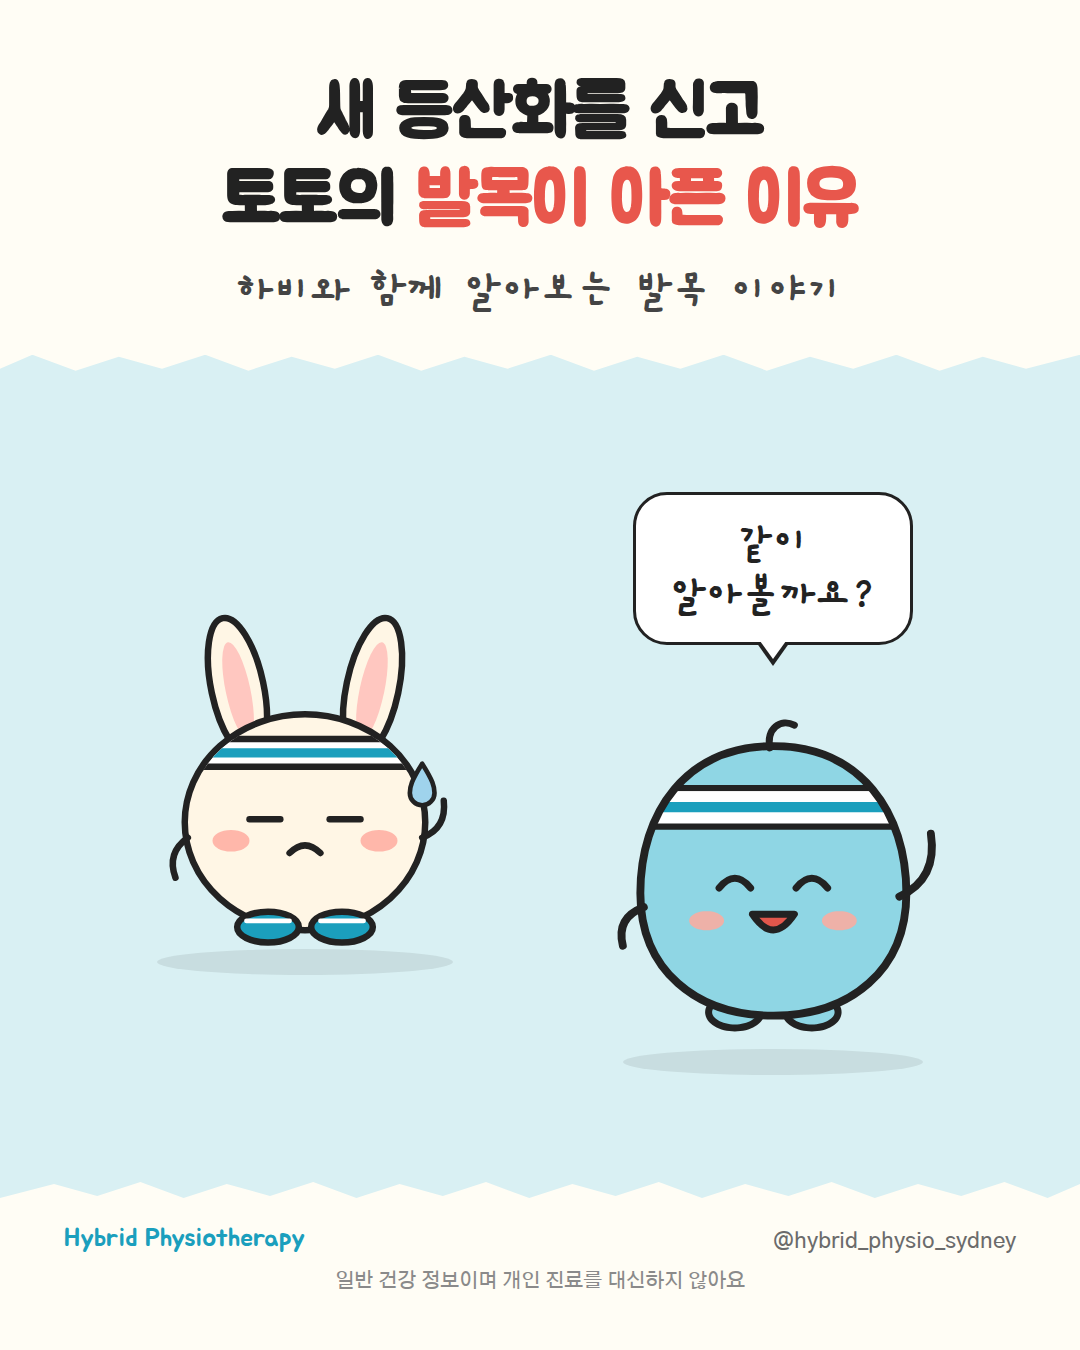 새 등산화를 신고
토토의 발목이 아픈 이유
하비와 함께 알아보는 발목 이야기
같이
알아볼까요?
Hybrid Physiotherapy
@hybrid_physio_sydney
일반 건강 정보이며 개인 진료를 대신하지 않아요